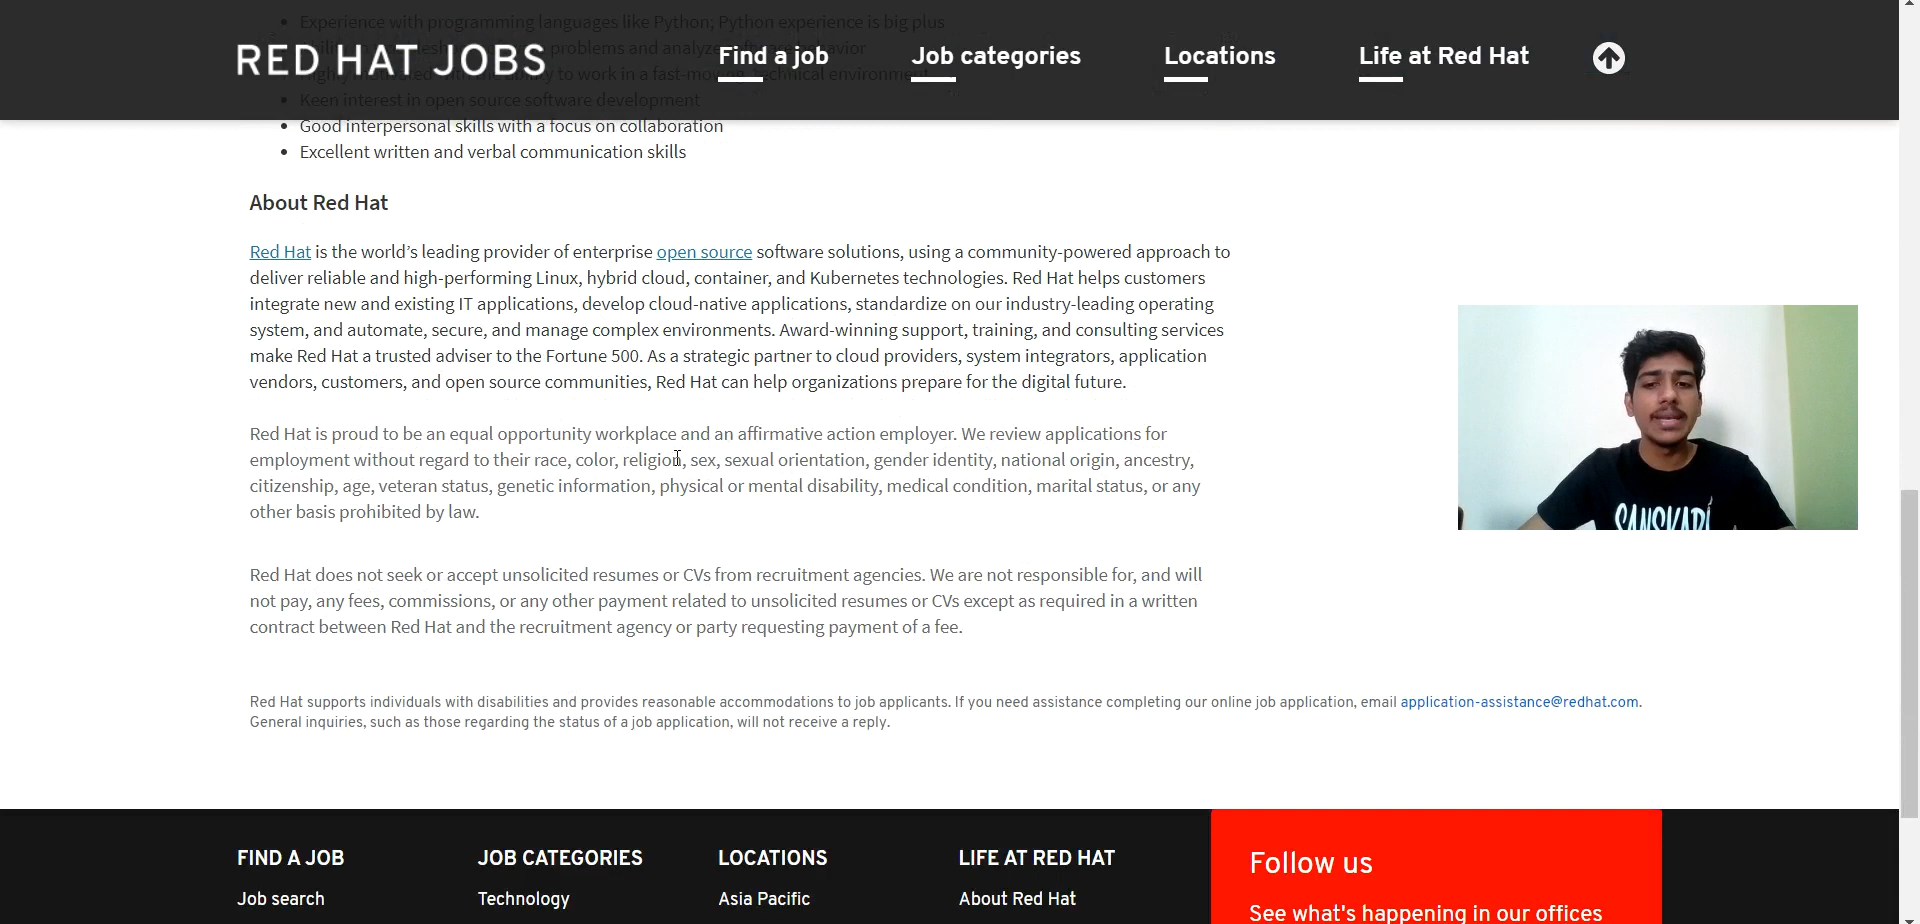 Experience with programming languages like Python; Python experience is big plus
RED HAT JOBS
Find a job
Job categories
Locations
Life at Red Hat
problems and analyze
to work in a fast-moving technical environment
Keen interest in open source software development
Good interpersonal skills with a focus on collaboration
Excellent written and verbal communication skills
About Red Hat
Red Hat is the world’s leading provider of enterprise open source software solutions, using a community-powered approach to
deliver reliable and high-performing Linux, hybrid cloud, container, and Kubernetes technologies. Red Hat helps customers
integrate new and existing IT applications, develop cloud-native applications, standardize on our industry-leading operating
system, and automate, secure, and manage complex environments. Award-winning support, training, and consulting services
make Red Hat a trusted adviser to the Fortune 500. As a strategic partner to cloud providers, system integrators, application
vendors, customers, and open source communities, Red Hat can help organizations prepare for the digital future.
Red Hat is proud to be an equal opportunity workplace and an affirmative action employer. We review applications for
employment without regard to their race, color, religion, sex, sexual orientation, gender identity, national origin, ancestry,
citizenship, age, veteran status, genetic information, physical or mental disability, medical condition, marital status, or any
other basis prohibited by law.
SANSKARI
Red Hat does not seek or accept unsolicited resumes or CVs from recruitment agencies. We are not responsible for, and will
not pay, any fees, commissions, or any other payment related to unsolicited resumes or CVs except as required in a written
contract between Red Hat and the recruitment agency or party requesting payment of a fee.
Red Hat supports individuals with disabilities and provides reasonable accommodations to job applicants. If you need assistance completing our online job application, email application-assistance@redhat.com.
General inquiries, such as those regarding the status of a job application, will not receive a reply.
FIND A JOB
Job search
JOB CATEGORIES
Technology
LOCATIONS
Asia Pacific
LIFE AT RED HAT
About Red Hat
Follow us
See what's happening in our offices